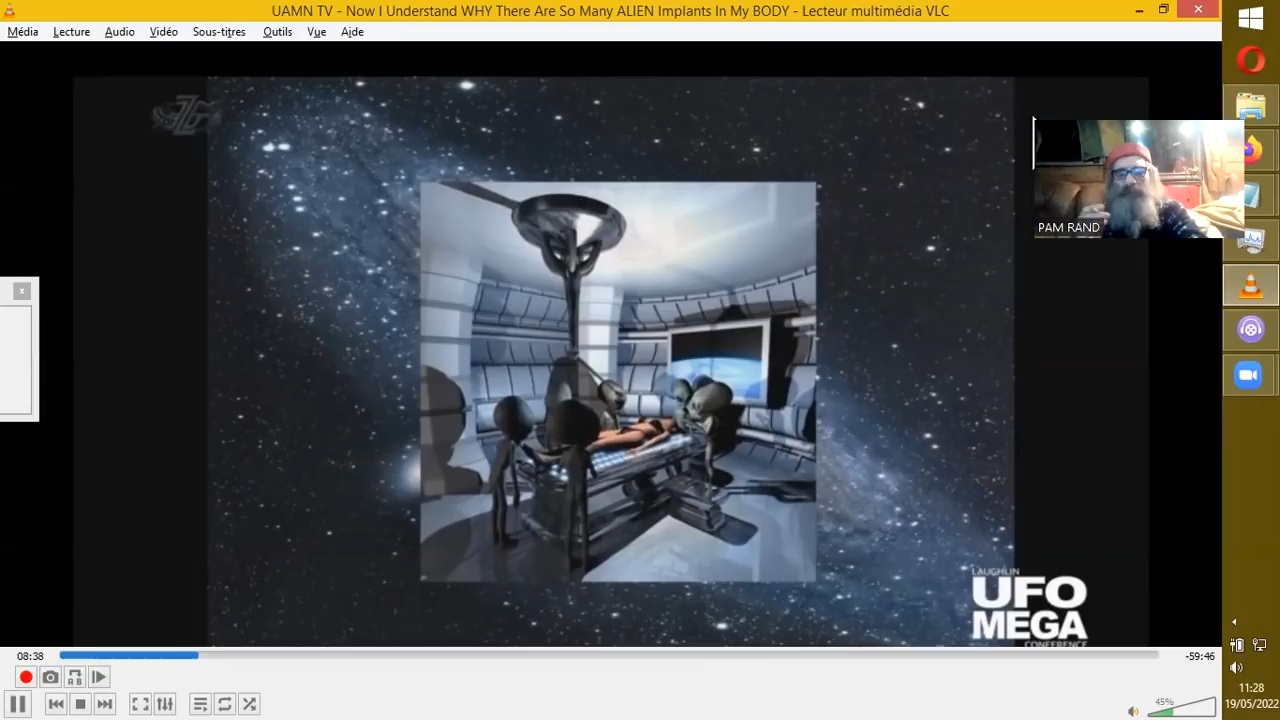 UAMN TV - Now I Understand WHY There Are So Many ALIEN Implants In My BODY - Lecteur multimédia VLC
Média Lecture Audio Vidéo Sous-titres Outils Vue Aide
PAM RAND
LAUGHLIN
UFO
MEGA
CONFERENCE
08:38
-59:46
A B
45%
11:28
19/05/2022